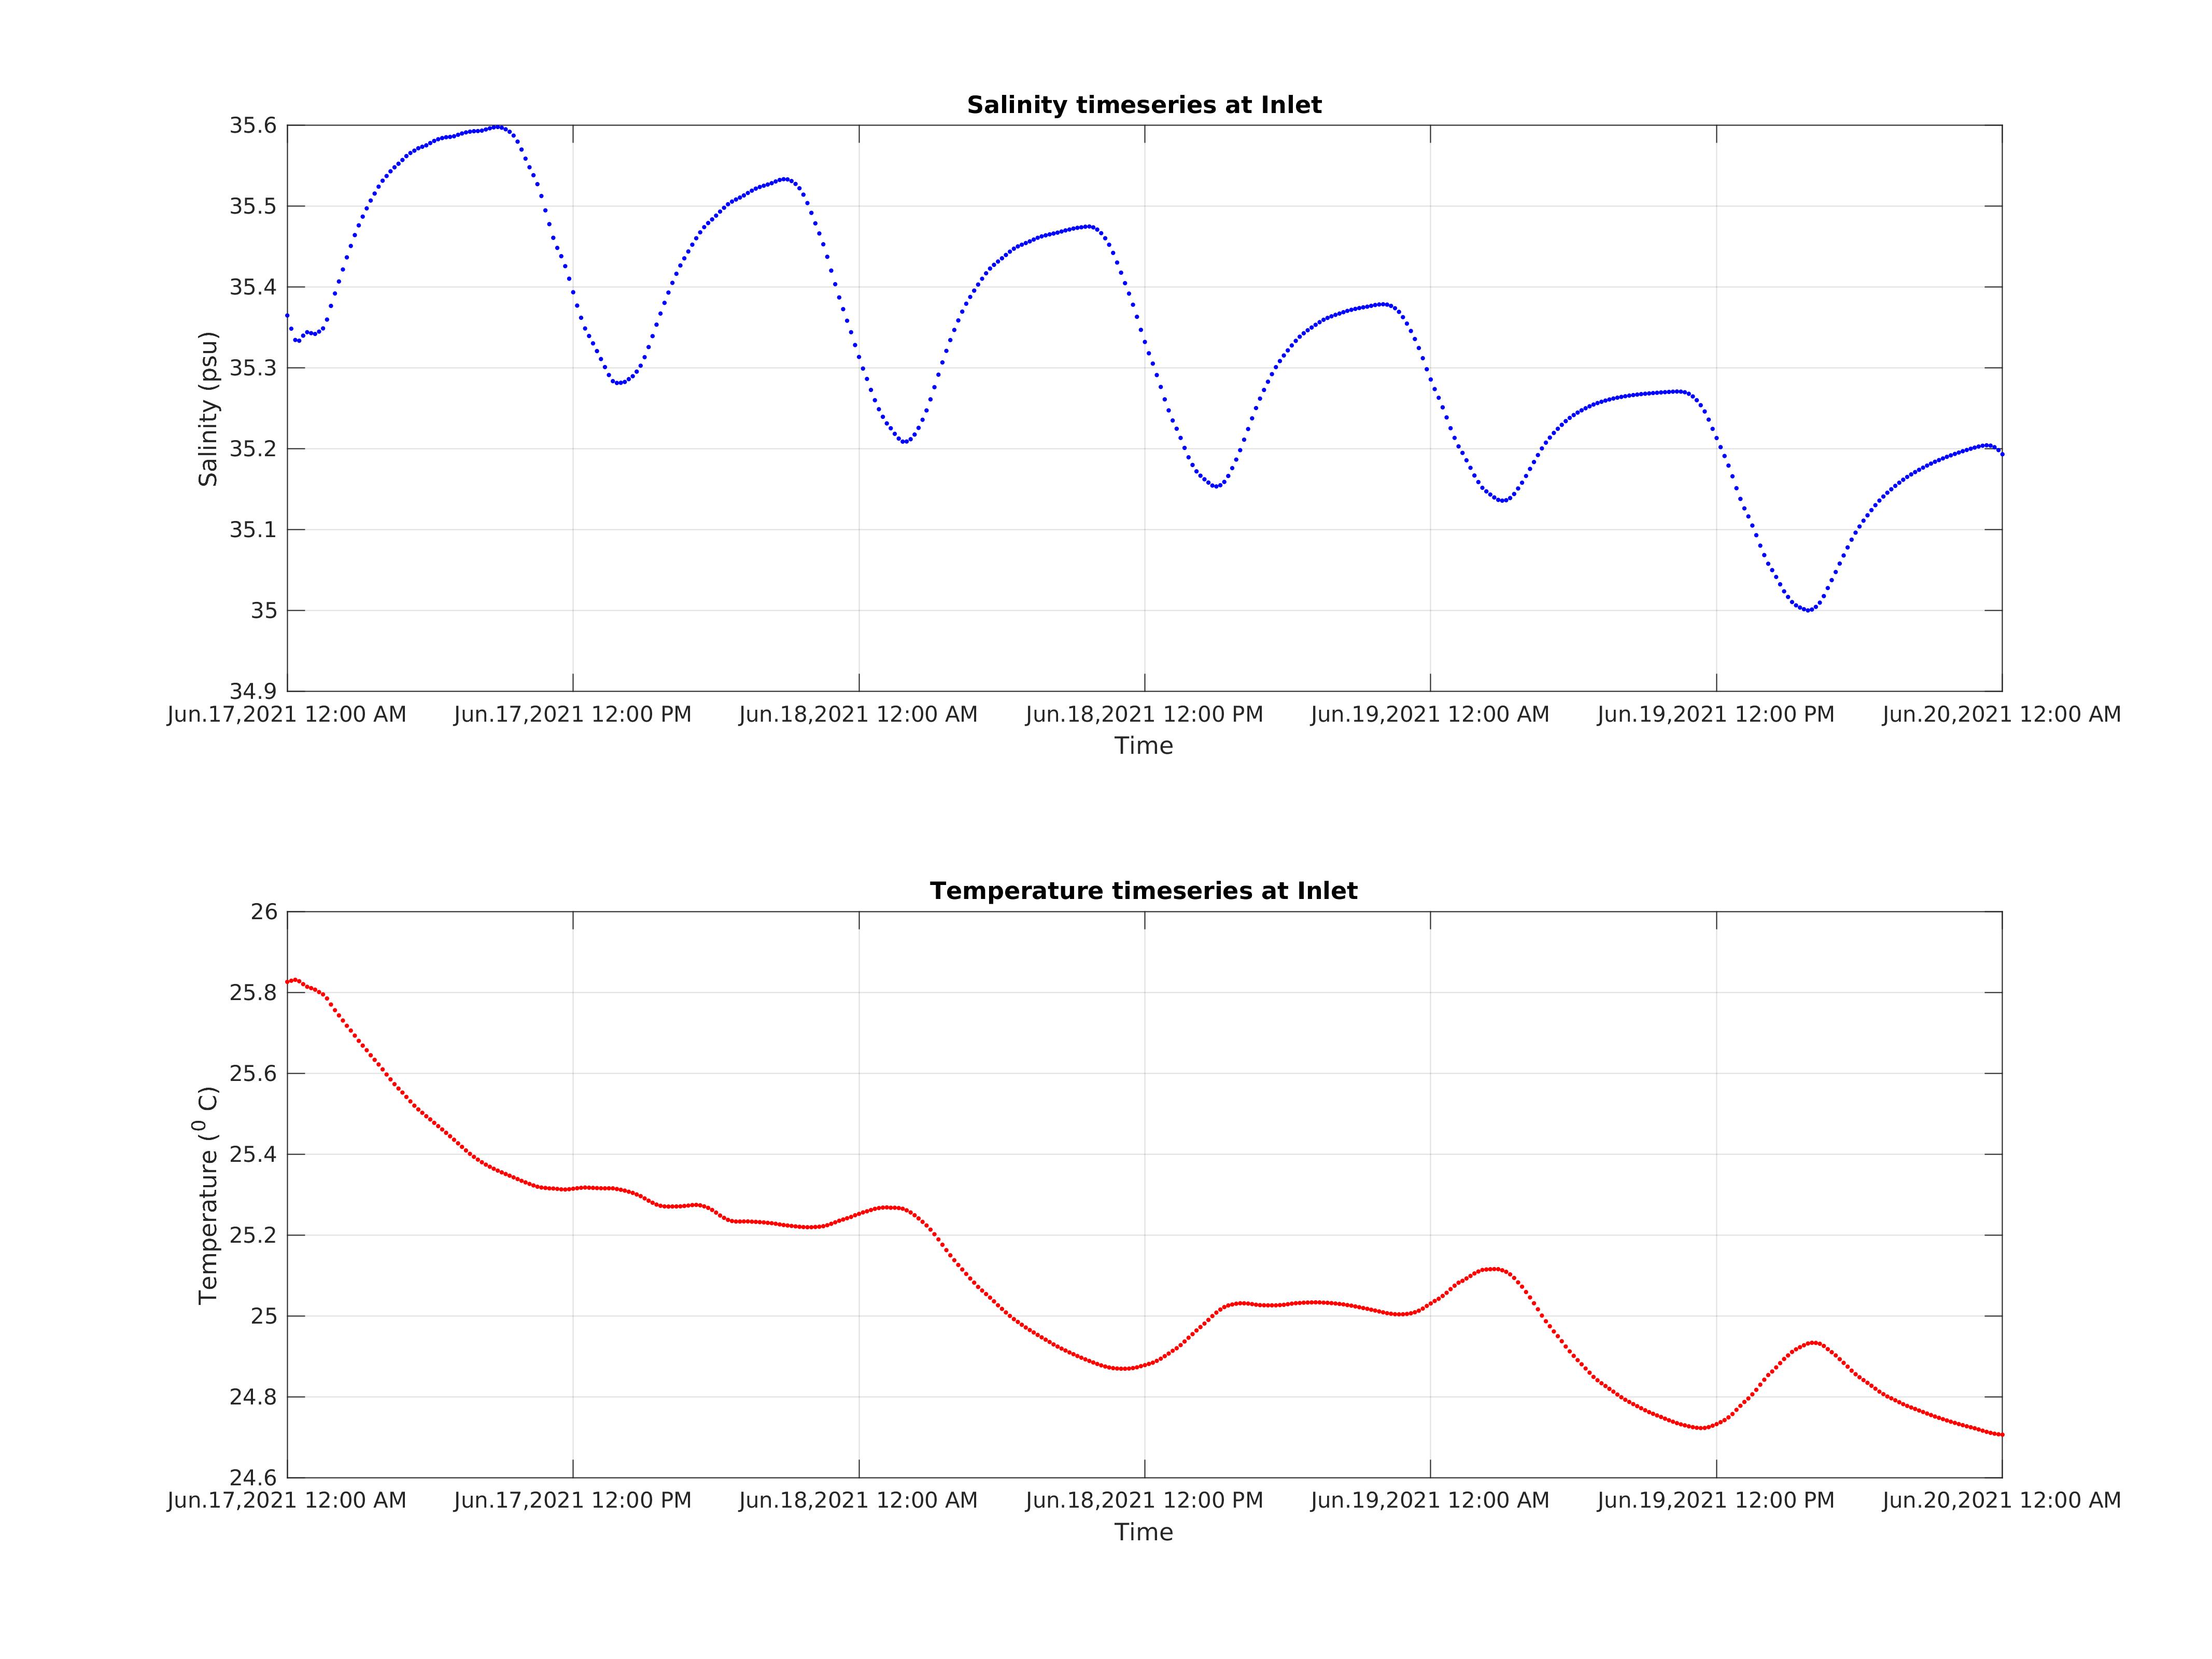 Salinity timeseries at Inlet
35.6
35.5
35.4
35.3
35.2
35.1
35
34.9
Salinity (psu)
Jun.17,2021 12:00 AM Jun.17,2021 12:00 PM Jun.18,2021 12:00 AM Jun.18,2021 12:00 PM Jun.19,2021 12:00 AM Jun.19,2021 12:00 PM Jun.20,2021 12:00 AM
Time
Temperature timeseries at Inlet
26
25.8
25.6
25.4
25.2
25
24.8
24.6
Temperature (⁰ C)
Jun.17,2021 12:00 AM Jun.17,2021 12:00 PM Jun.18,2021 12:00 AM Jun.18,2021 12:00 PM Jun.19,2021 12:00 AM Jun.19,2021 12:00 PM Jun.20,2021 12:00 AM
Time